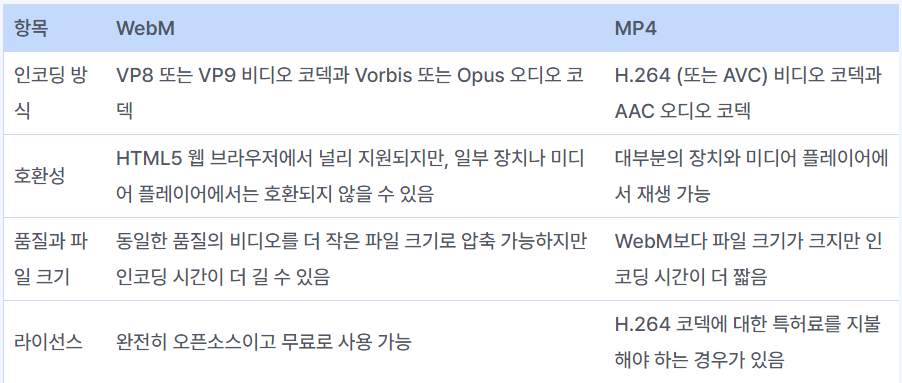 항목 WebM MP4
인코딩 방
식
VP8 또는 VP9 비디오 코덱과 Vorbis 또는 Opus 오디오 코
덱
H.264 (또는 AVC) 비디오 코덱과
AAC 오디오 코덱
호환성
HTML5 웹 브라우저에서 널리 지원되지만, 일부 장치나 미디
어 플레이어에서는 호환되지 않을 수 있음
대부분의 장치와 미디어 플레이어에
서 재생 가능
품질과 파
일 크기
동일한 품질의 비디오를 더 작은 파일 크기로 압축 가능하지만
인코딩 시간이 더 길 수 있음
WebM보다 파일 크기가 크지만 인
코딩 시간이 더 짧음
라이선스
완전히 오픈소스이고 무료로 사용 가능
H.264 코덱에 대한 특허료를 지불
해야 하는 경우가 있음